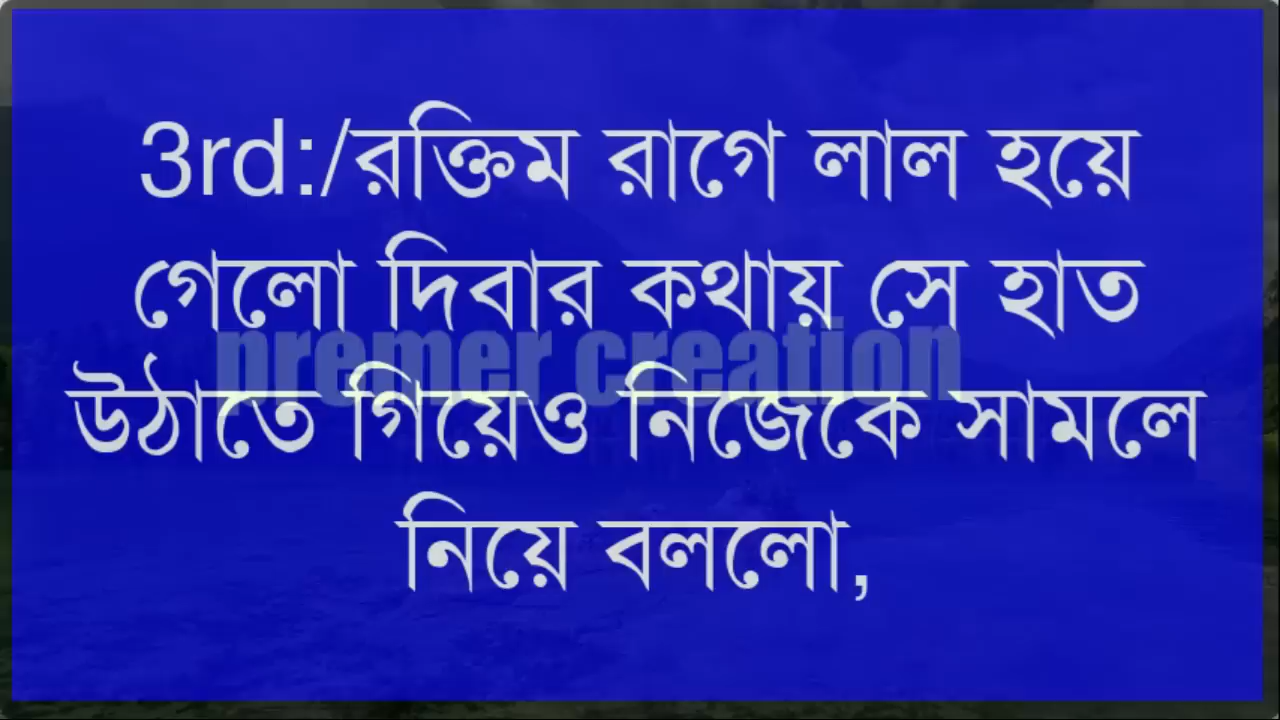 3rd:/রক্তিম রাগে লাল হয়ে
গেলো দিবার কথায় সে হাত
premer creation
উঠাতে গিয়েও নিজেকে সামলে
নিয়ে বললো,